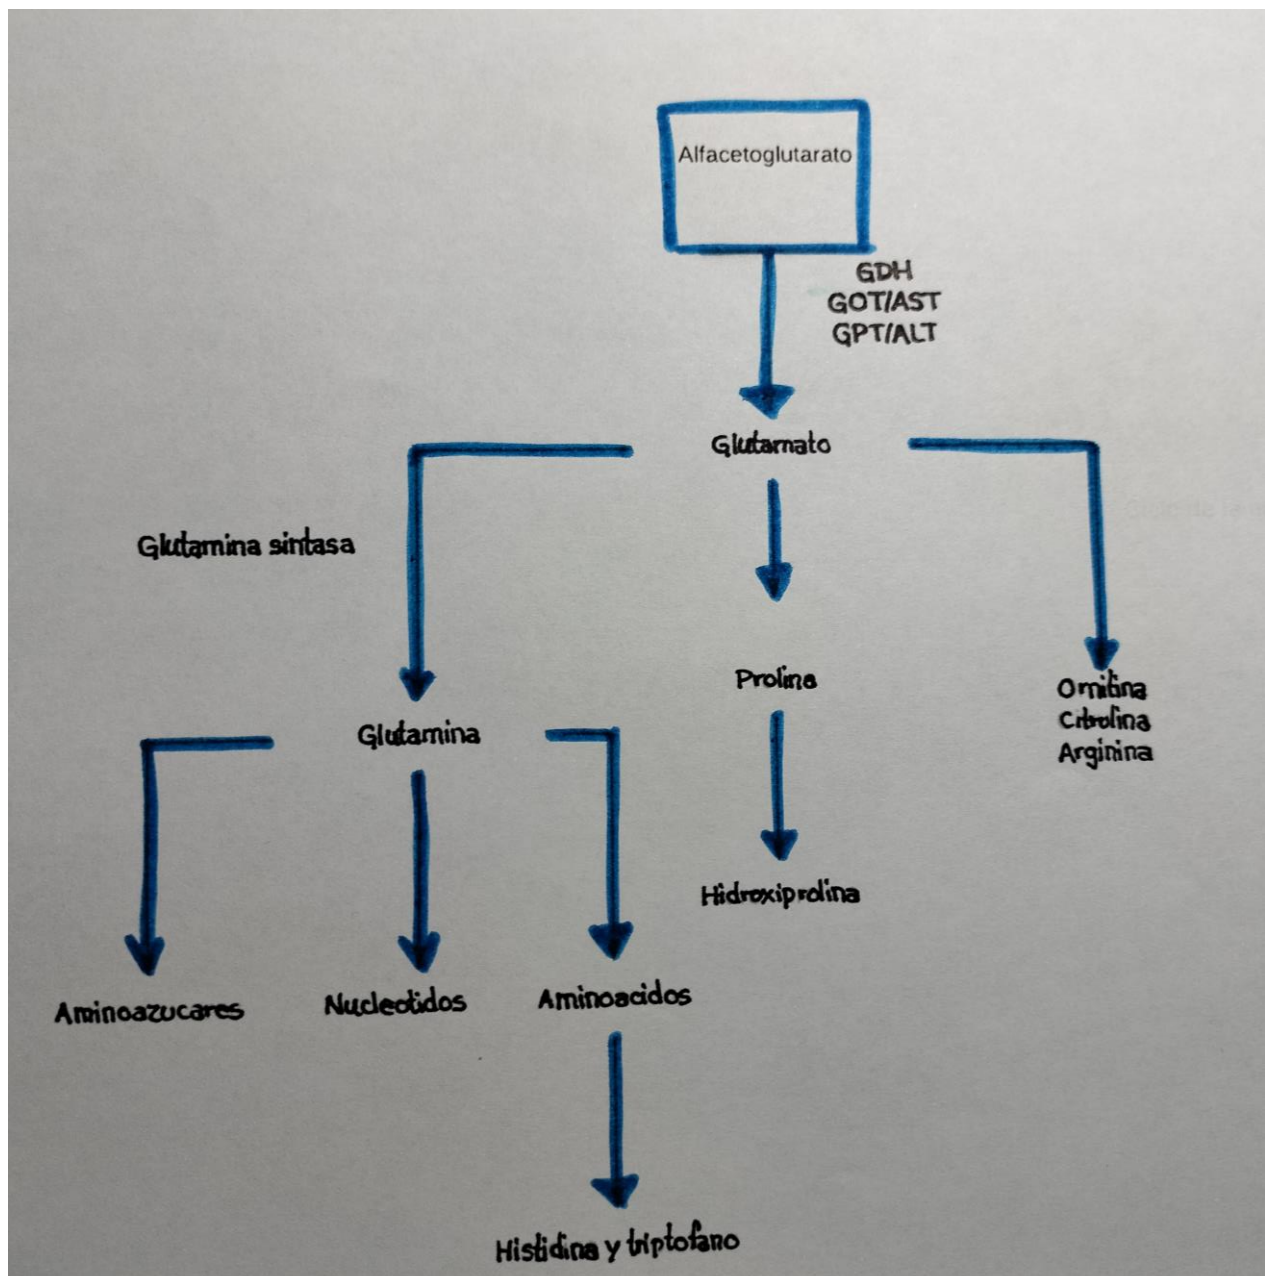 Alfacetoglutarato
GDH
GOT/AST
GPT/ALT
Glutamato
Glutamina sintasa
Prolina
Ornitina
Citrolina
Arginina
Glutamina
Hidroxiprolina
Aminoazucares
Nucleotidos
Aminoacidos
Histidina y triptofano